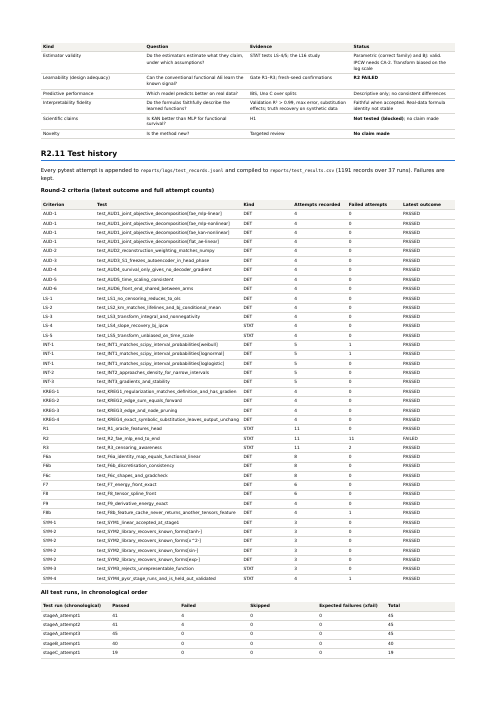 Kind Question Evidence Status
Estimator validity Do the estimators estimate what they claim, under which assumptions? STAT tests LS-4/5; the L16 study Parametric (correct family) and BJ: valid. IPCW needs CA-2. Transform based on the log scale
Learnability (design adequacy) Can the conventional functional AE learn the known signal? Gate R1–R3; fresh-seed confirmations R2 FAILED
Predictive performance Which model predicts better on real data? IBS, Uno C over splits Descriptive only; no consistent differences
Interpretability fidelity Do the formulas faithfully describe the learned functions? Validation R² > 0.99, max error, substitution effects; truth recovery on synthetic data Faithful when accepted. Real-data formula identity not stable
Scientific claims Is KAN better than MLP for functional survival? H1 Not tested (blocked); no claim made
Novelty Is the method new? Targeted review No claim made
R2.11 Test history
Every pytest attempt is appended to reports/logs/test_records.jsonl and compiled to reports/test_results.csv (1191 records over 37 runs). Failures are
kept.
Round-2 criteria (latest outcome and full attempt counts)
Criterion Test Kind Attempts recorded Failed attempts Latest outcome
AUD-1 test_AUD1_joint_objective_decomposition[fae_mlp-linear] DET 4 0 PASSED
AUD-1 test_AUD1_joint_objective_decomposition[fae_mlp-nonlinear] DET 4 0 PASSED
AUD-1 test_AUD1_joint_objective_decomposition[fae_kan-nonlinear] DET 4 0 PASSED
AUD-1 test_AUD1_joint_objective_decomposition[flat_ae-linear] DET 4 0 PASSED
AUD-2 test_AUD2_reconstruction_weighting_matches_numpy DET 4 0 PASSED
AUD-3 test_AUD3_S1_freezes_autoencoder_in_head_phase DET 4 0 PASSED
AUD-4 test_AUD4_survival_only_gives_no_decoder_gradient DET 4 0 PASSED
AUD-5 test_AUD5_time_scaling_consistent DET 4 0 PASSED
AUD-6 test_AUD6_front_end_shared_between_arms DET 4 0 PASSED
LS-1 test_LS1_no_censoring_reduces_to_ols DET 5 0 PASSED
LS-2 test_LS2_km_matches_lifelines_and_bj_conditional_mean DET 5 0 PASSED
LS-3 test_LS3_transform_integral_and_nonnegativity DET 5 0 PASSED
LS-4 test_LS4_slope_recovery_bj_ipcw STAT 5 0 PASSED
LS-5 test_LS5_transform_unbiased_on_time_scale STAT 5 0 PASSED
INT-1 test_INT1_matches_scipy_interval_probabilities[weibull] DET 5 1 PASSED
INT-1 test_INT1_matches_scipy_interval_probabilities[lognormal] DET 5 1 PASSED
INT-1 test_INT1_matches_scipy_interval_probabilities[loglogistic] DET 5 0 PASSED
INT-2 test_INT2_approaches_density_for_narrow_intervals DET 5 0 PASSED
INT-3 test_INT3_gradients_and_stability DET 5 0 PASSED
KREG-1 test_KREG1_regularization_matches_definition_and_has_gradien DET 4 0 PASSED
KREG-2 test_KREG2_edge_sum_equals_forward DET 4 0 PASSED
KREG-3 test_KREG3_edge_and_node_pruning DET 4 0 PASSED
KREG-4 test_KREG4_exact_symbolic_substitution_leaves_output_unchang DET 4 0 PASSED
R1 test_R1_oracle_features_head STAT 11 0 PASSED
R2 test_R2_fae_mlp_end_to_end STAT 11 11 FAILED
R3 test_R3_censoring_awareness STAT 11 2 PASSED
F6a test_F6a_identity_map_equals_functional_linear DET 8 0 PASSED
F6b test_F6b_discretisation_consistency DET 8 0 PASSED
F6c test_F6c_shapes_and_gradcheck DET 8 0 PASSED
F7 test_F7_energy_front_exact DET 6 0 PASSED
F8 test_F8_tensor_spline_front DET 6 0 PASSED
F9 test_F9_derivative_energy_exact DET 4 0 PASSED
F8b test_F8b_feature_cache_never_returns_another_tensors_feature DET 4 1 PASSED
SYM-1 test_SYM1_linear_accepted_at_stage1 DET 3 0 PASSED
SYM-2 test_SYM2_library_recovers_known_forms[tanh-] DET 3 0 PASSED
SYM-2 test_SYM2_library_recovers_known_forms[x^2-] DET 3 0 PASSED
SYM-2 test_SYM2_library_recovers_known_forms[sin-] DET 3 0 PASSED
SYM-2 test_SYM2_library_recovers_known_forms[exp-] DET 3 0 PASSED
SYM-3 test_SYM3_rejects_unrepresentable_function STAT 3 0 PASSED
SYM-4 test_SYM4_pysr_stage_runs_and_is_held_out_validated STAT 4 1 PASSED
All test runs, in chronological order
Test run (chronological) Passed Failed Skipped Expected failures (xfail) Total
stageA_attempt1 41 4 0 0 45
stageA_attempt2 41 4 0 0 45
stageA_attempt3 45 0 0 0 45
stageB_attempt1 40 0 0 0 40
stageC_attempt1 19 0 0 0 19